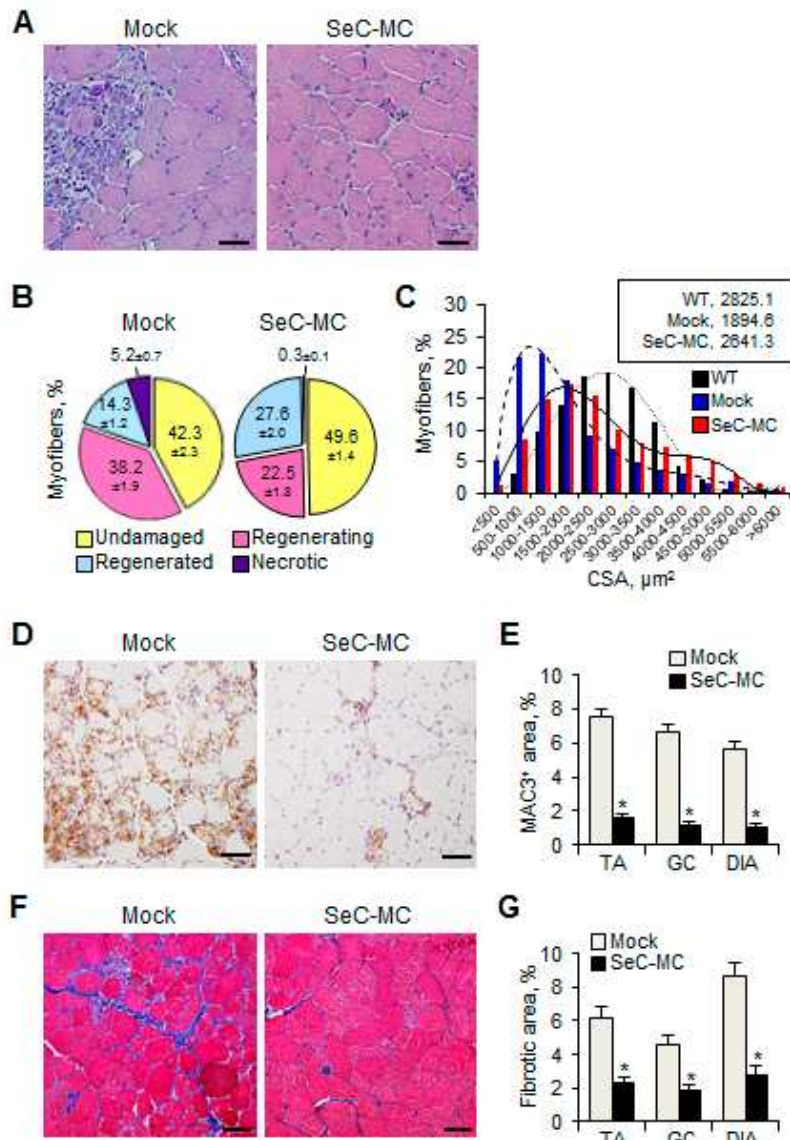 A
Mock
SeC-MC
B
Mock
SeC-MC
Myofibers, %
5.2±0.7
14.3
±1.2
42.3
±2.3
38.2
±1.9
0.3±0.1
27.6
±2.0
49.6
±1.4
22.5
±1.8
Undamaged
Regenerating
Regenerated
Necrotic
C
WT, 2825.1
Mock, 1894.6
SeC-MC, 2641.3
WT
Mock
SeC-MC
Myofibers, %
30
25
20
15
10
5
0
<500
500-1000
1000-1500
1500-2000
2000-2500
2500-3000
3000-3500
3500-4000
4000-4500
4500-5000
5000-5500
5500-6000
>6000
CSA, µm²
D
Mock
SeC-MC
E
Mock
SeC-MC
MAC3⁺ area, %
10
8
6
4
2
0
*
*
*
TA
GC
DIA
F
Mock
SeC-MC
G
Mock
SeC-MC
Fibrotic area, %
10
8
6
4
2
0
*
*
*
TA
GC
DIA